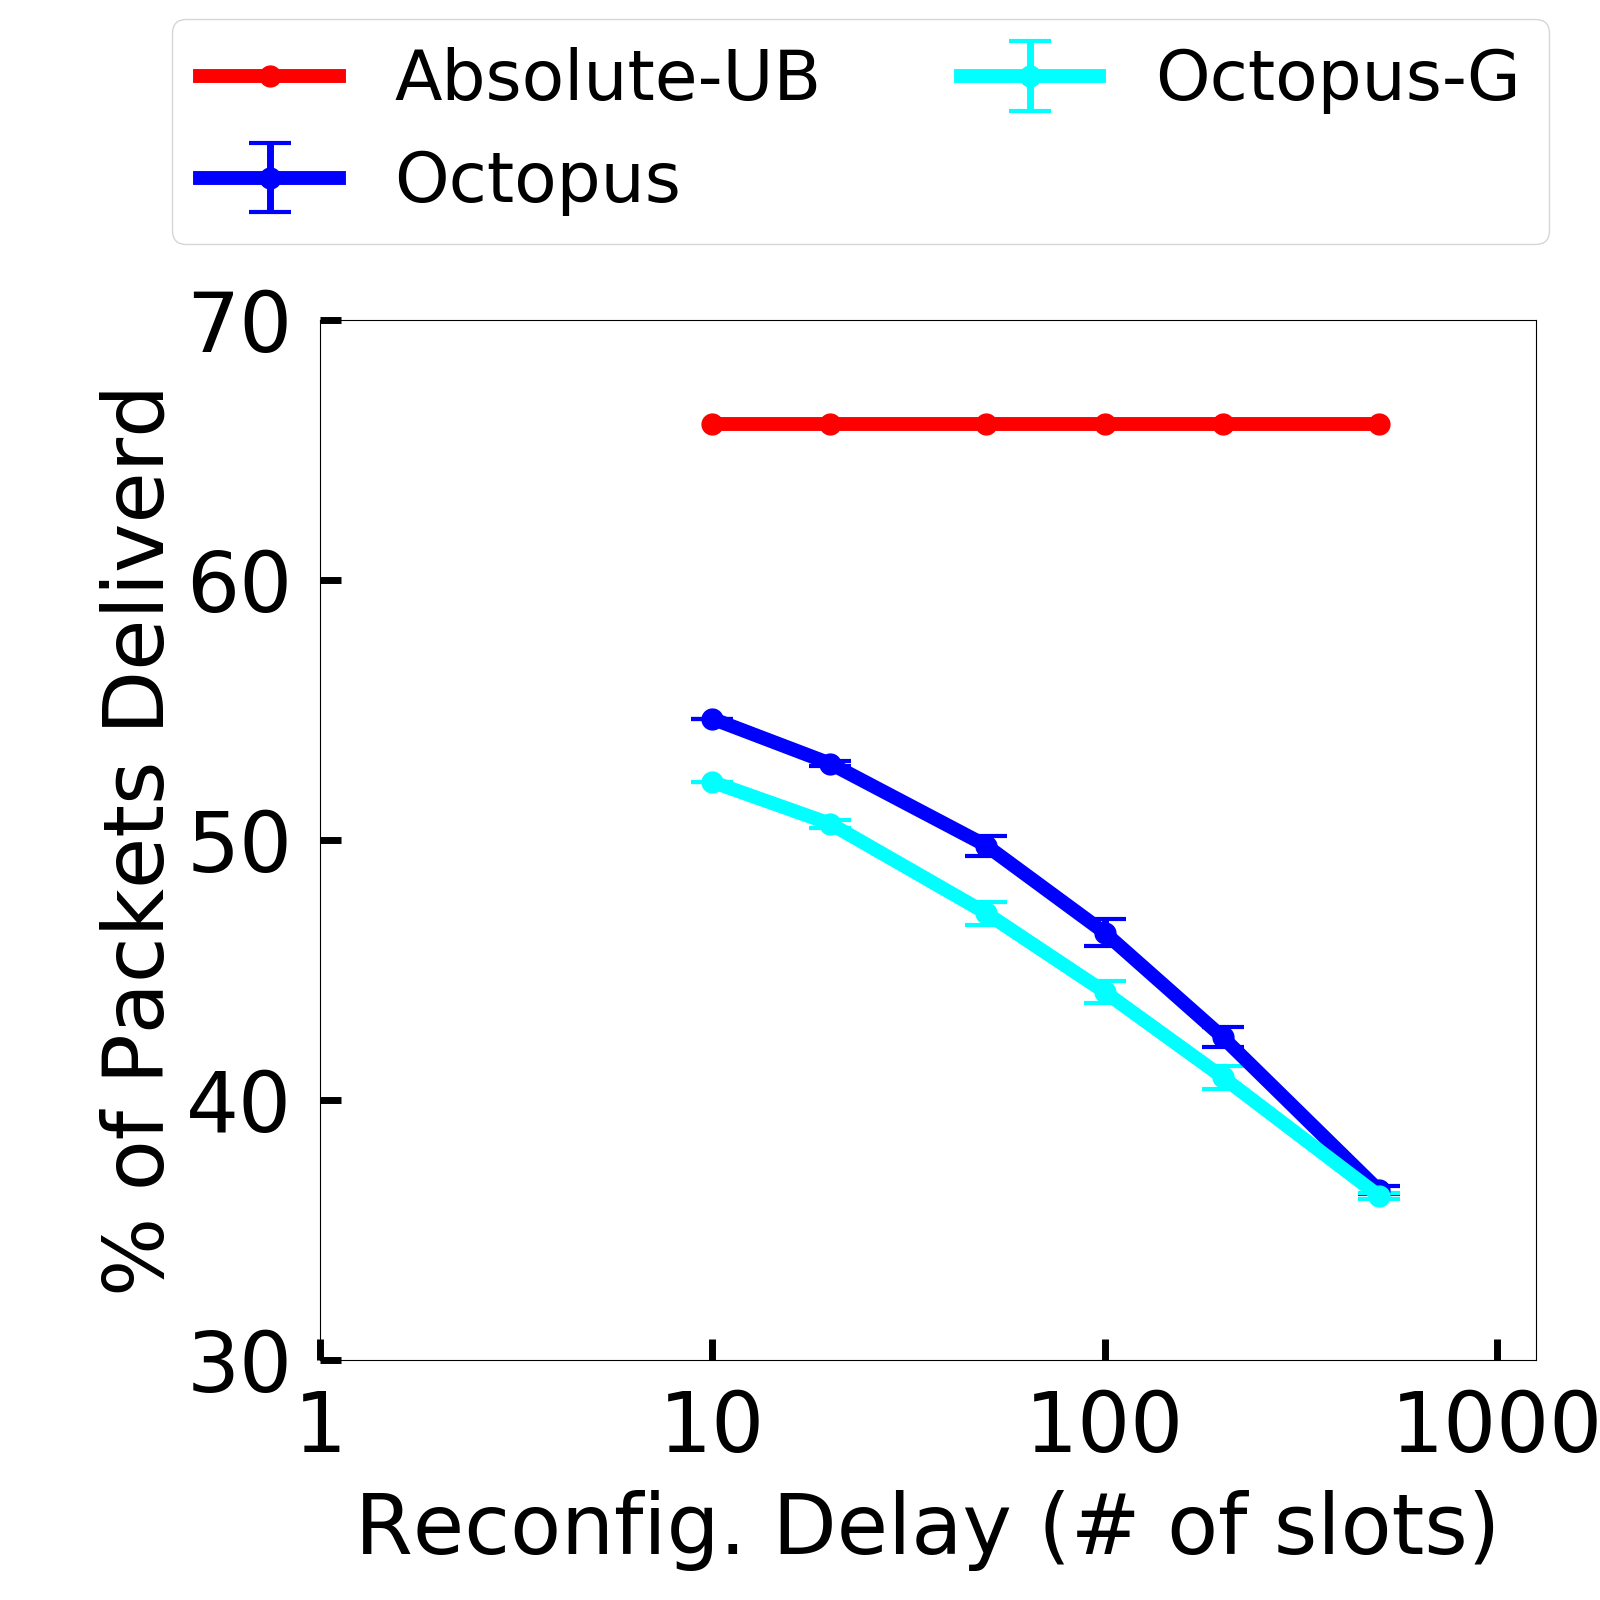 Absolute-UB
Octopus
Octopus-G
70
60
50
40
30
% of Packets Deliverd
1 10 100 1000
Reconfig. Delay (# of slots)